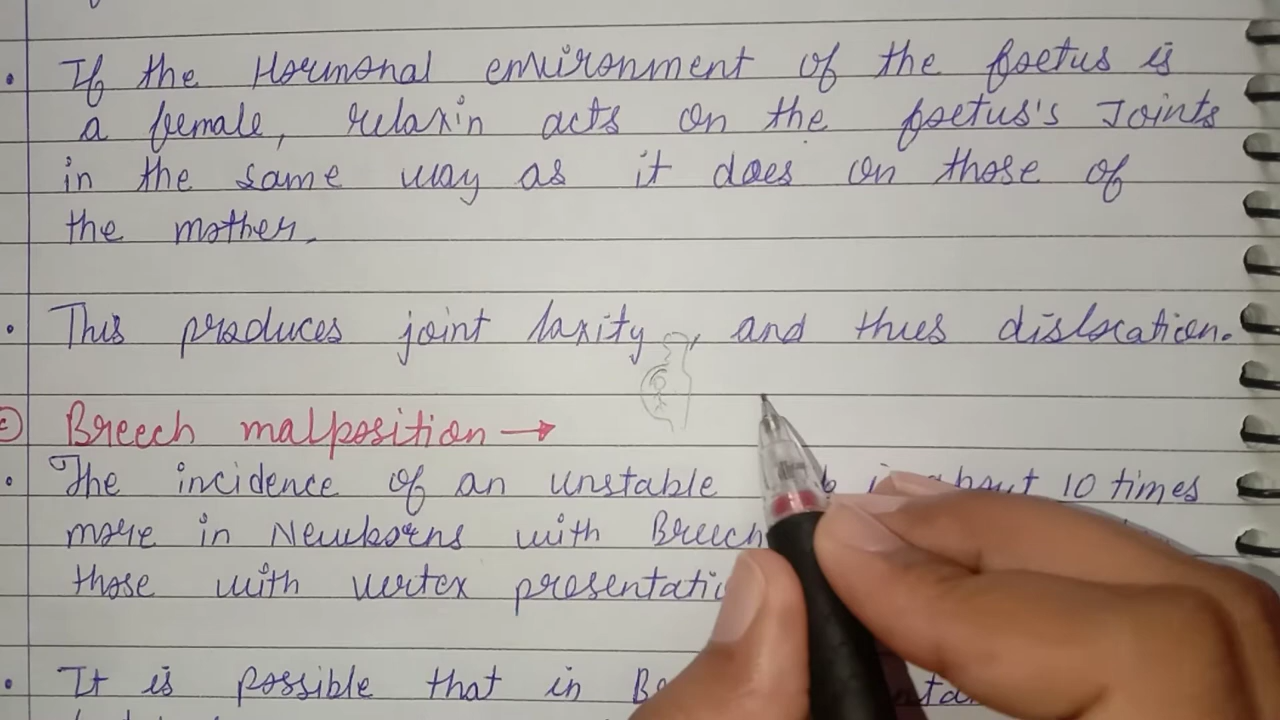 • If the Hormonal environment of the foetus is
a female, relaxin acts on the foetus's Joints
in the same way as it does on those of
the mother.
• This produces joint laxity, and thus dislocation.
c Breech malposition →
• The incidence of an unstable about 10 times
more in Newborns with Breech
those with vertex
• It is possible that in